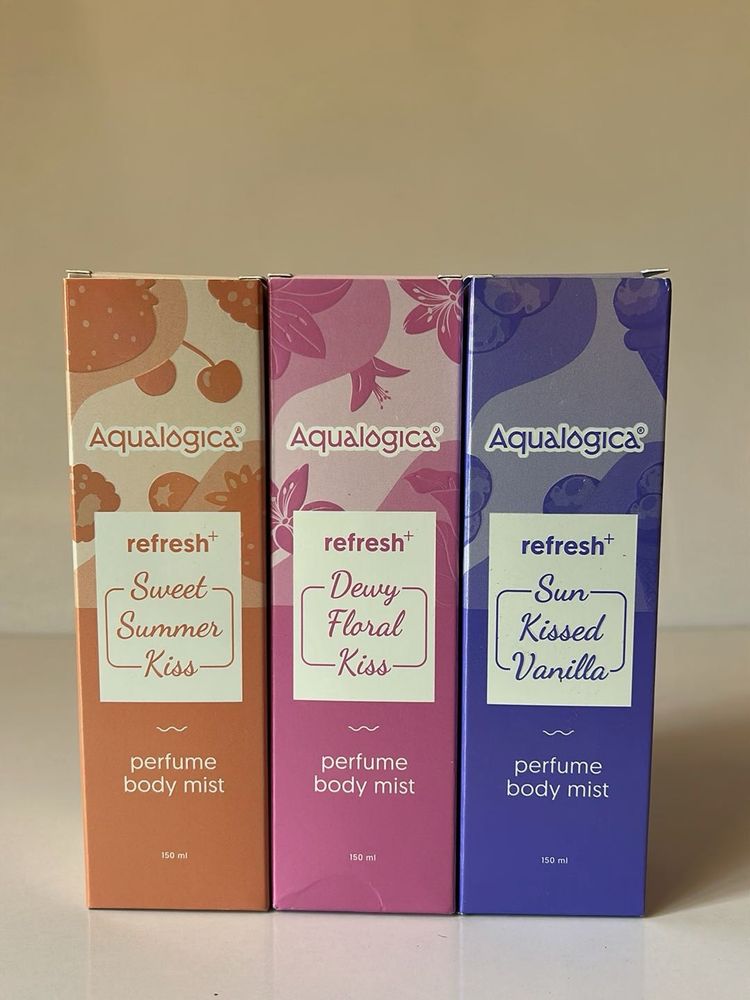 Aqualogica®
refresh+
Sweet
Summer
Kiss
perfume
body mist
150 ml
Aqualogica®
refresh+
Dewy
Floral
Kiss
perfume
body mist
150 ml
Aqualogica®
refresh+
Sun
Kissed
Vanilla
perfume
body mist
150 ml